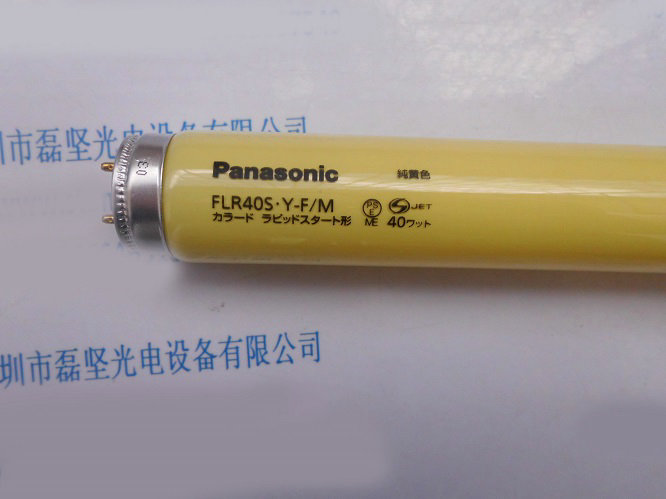 圳市磊坚光电设备有限公司
03
Panasonic 純黄色
FLR40S·Y-F/M PS E JET
カラード ラピッドスタート形 ME 40ワット
圳市磊坚光电设备有限公司